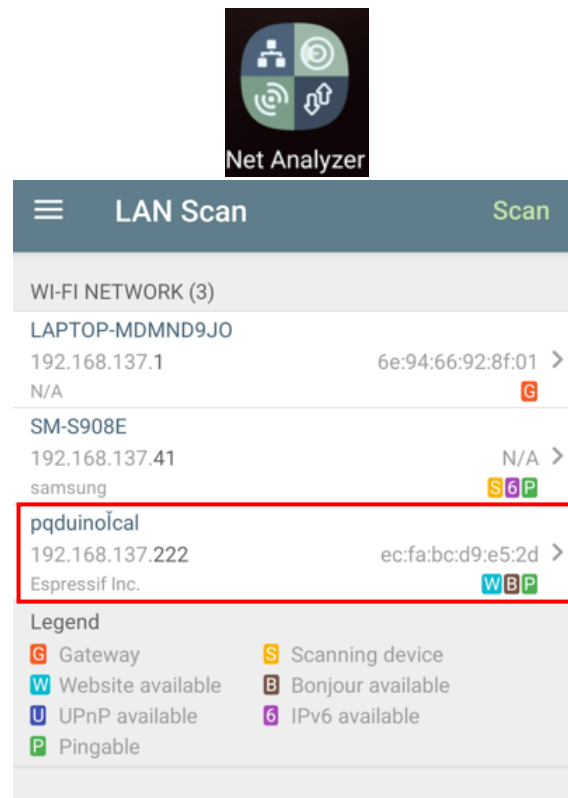 Net Analyzer
LAN Scan Scan
WI-FI NETWORK (3)
LAPTOP-MDMND9JO
192.168.137.1 6e:94:66:92:8f:01
N/A G
SM-S908E
192.168.137.41 N/A
samsung S 6 P
pqduinoǏcal
192.168.137.222 ec:fa:bc:d9:e5:2d
Espressif Inc. W B P
Legend
G Gateway S Scanning device
W Website available B Bonjour available
U UPnP available 6 IPv6 available
P Pingable